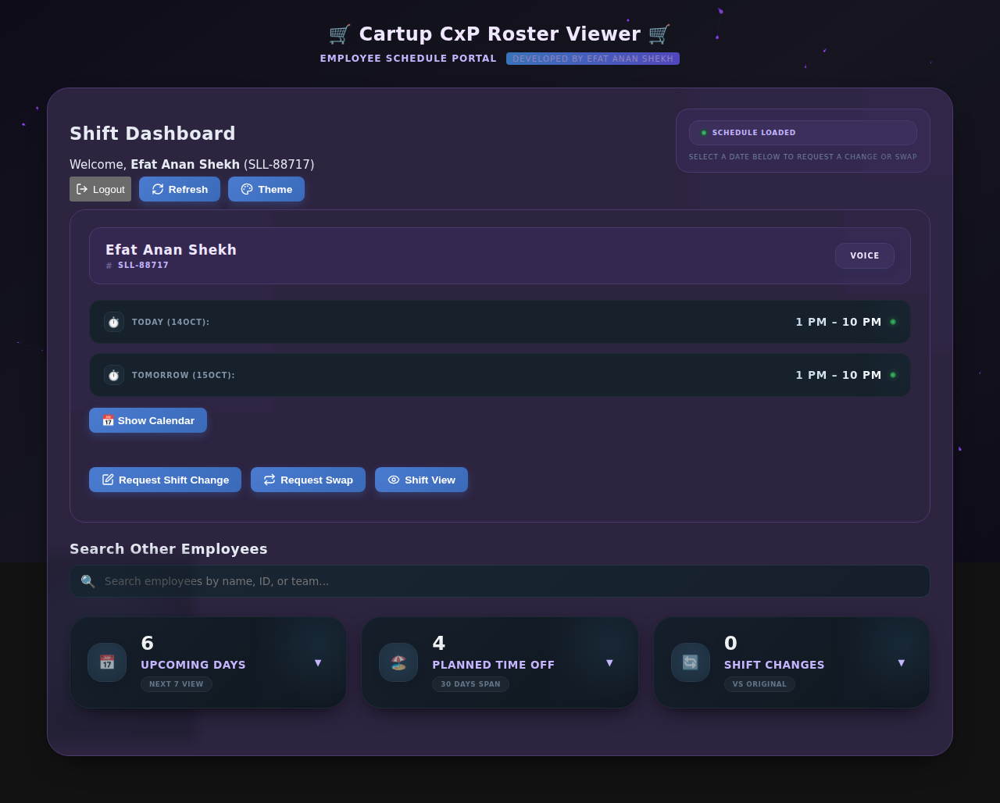 🛒 Cartup CxP Roster Viewer 🛒
EMPLOYEE SCHEDULE PORTAL DEVELOPED BY EFAT ANAN SHEKH
Shift Dashboard
SCHEDULE LOADED
SELECT A DATE BELOW TO REQUEST A CHANGE OR SWAP
Welcome, Efat Anan Shekh (SLL-88717)
Logout Refresh Theme
Efat Anan Shekh
# SLL-88717
VOICE
TODAY (14OCT): 1 PM – 10 PM
TOMORROW (15OCT): 1 PM – 10 PM
📅 Show Calendar
Request Shift Change Request Swap Shift View
Search Other Employees
🔍 Search employees by name, ID, or team...
6
UPCOMING DAYS ▼
NEXT 7 VIEW
4
PLANNED TIME OFF ▼
30 DAYS SPAN
0
SHIFT CHANGES ▼
VS ORIGINAL